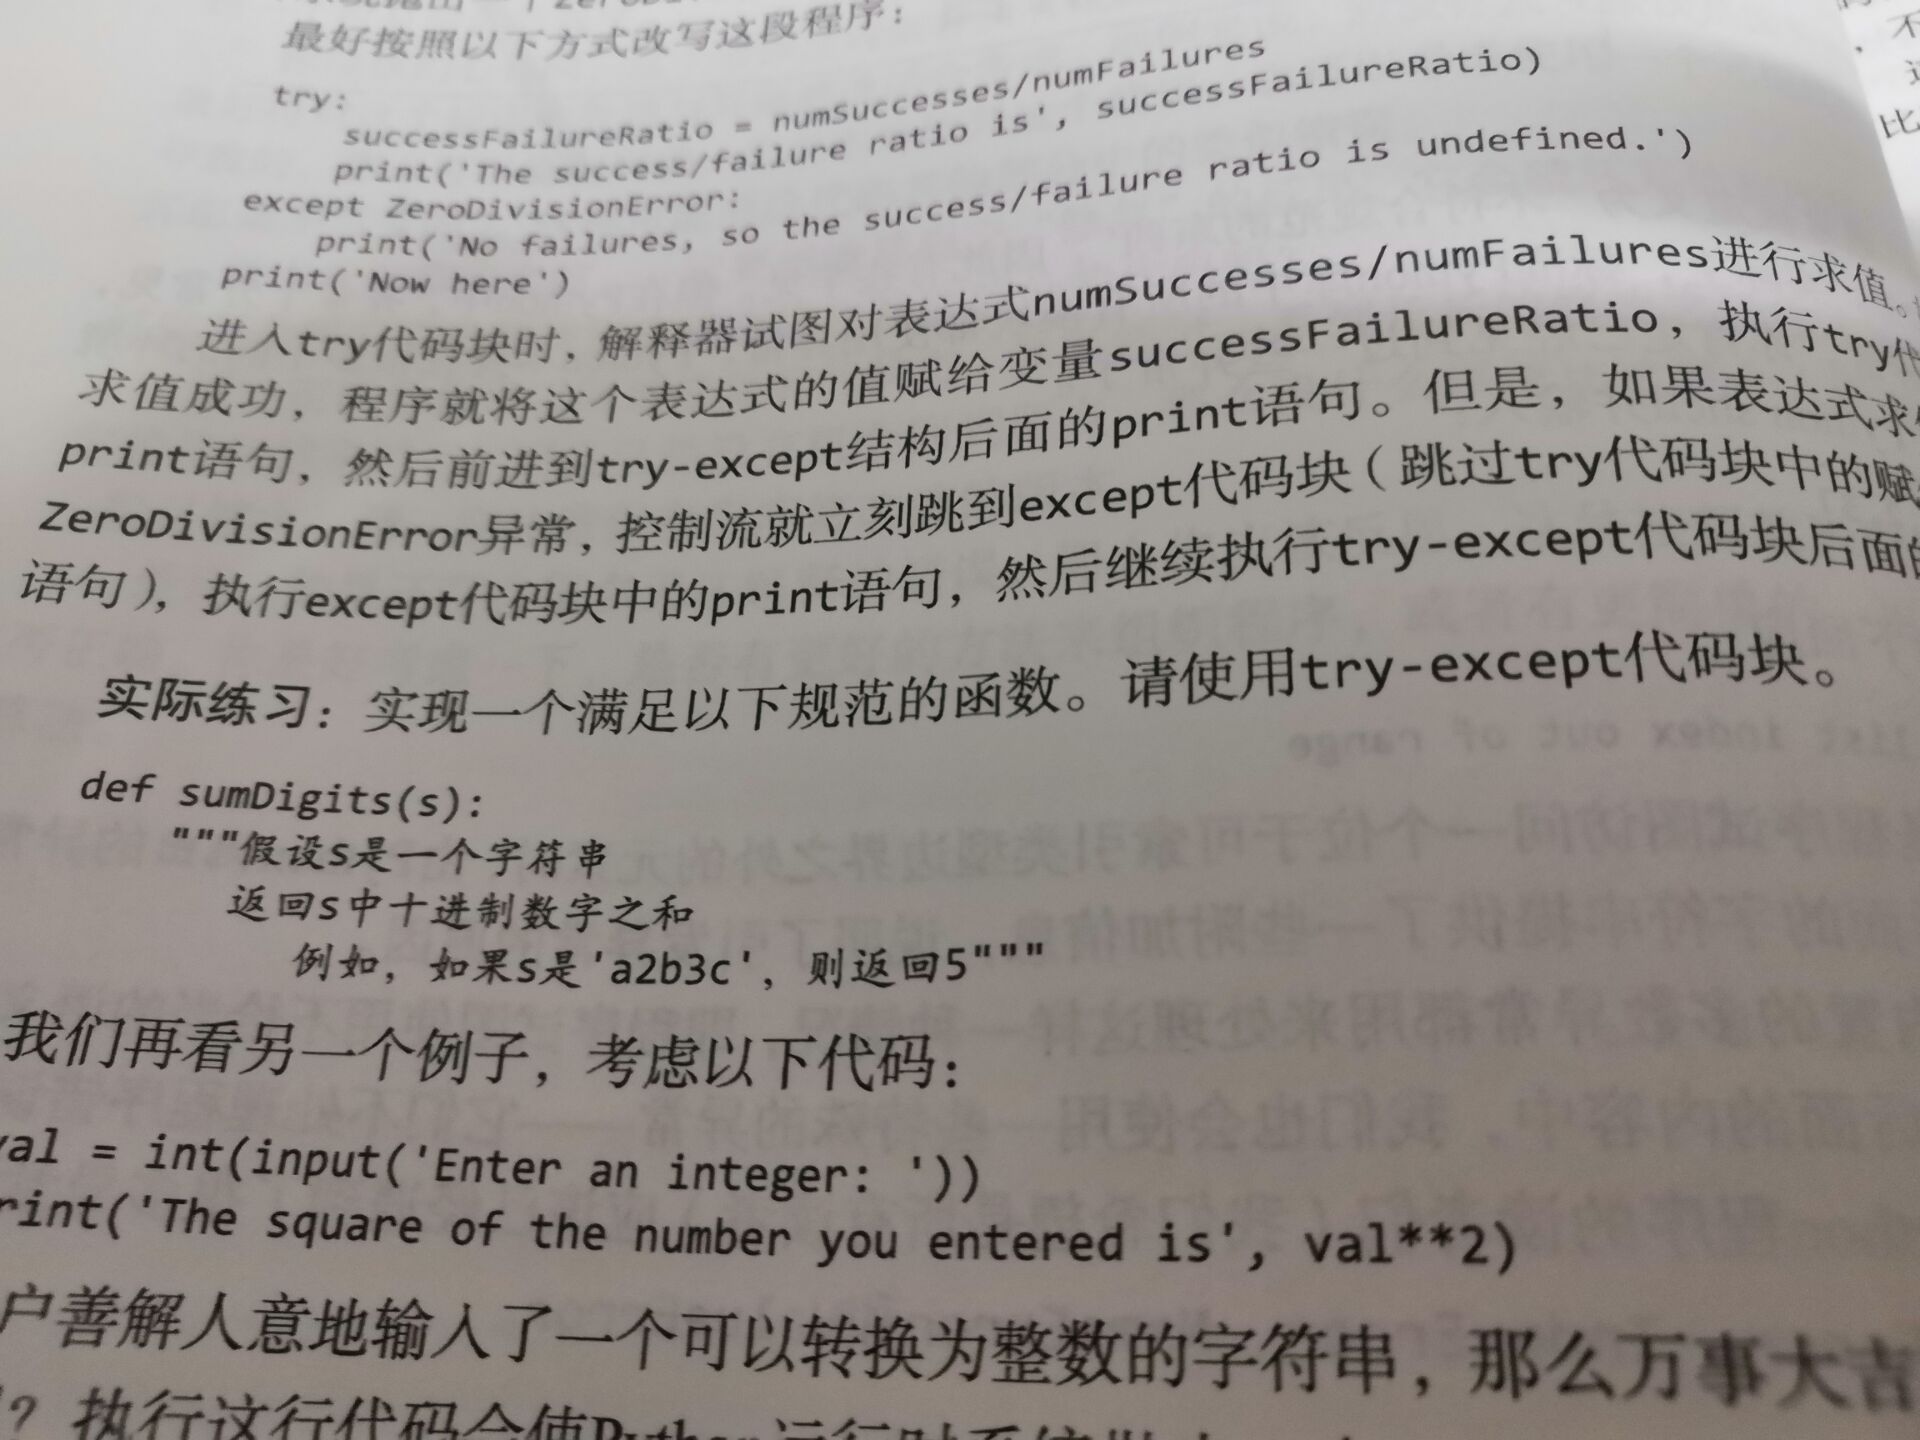 最好按照以下方式改写这段程序：
try:
successFailureRatio = numSuccesses/numFailures
print('The success/failure ratio is', successFailureRatio)
except ZeroDivisionError:
print('No failures, so the success/failure ratio is undefined.')
print('Now here')
进入try代码块时，解释器试图对表达式numSuccesses/numFailures进行求值。
求值成功，程序就将这个表达式的值赋给变量successFailureRatio，执行try代
print语句，然后前进到try-except结构后面的print语句。但是，如果表达式求
ZeroDivisionError异常，控制流就立刻跳到except代码块（跳过try代码块中的赋
语句），执行except代码块中的print语句，然后继续执行try-except代码块后面的
实际练习：实现一个满足以下规范的函数。请使用try-except代码块。
def sumDigits(s):
"""假设s是一个字符串
返回s中十进制数字之和
例如，如果s是'a2b3c'，则返回5"""
我们再看另一个例子，考虑以下代码：
val = int(input('Enter an integer: '))
rint('The square of the number you entered is', val**2)
户善解人意地输入了一个可以转换为整数的字符串，那么万事大吉
？执行这行代码会使Python